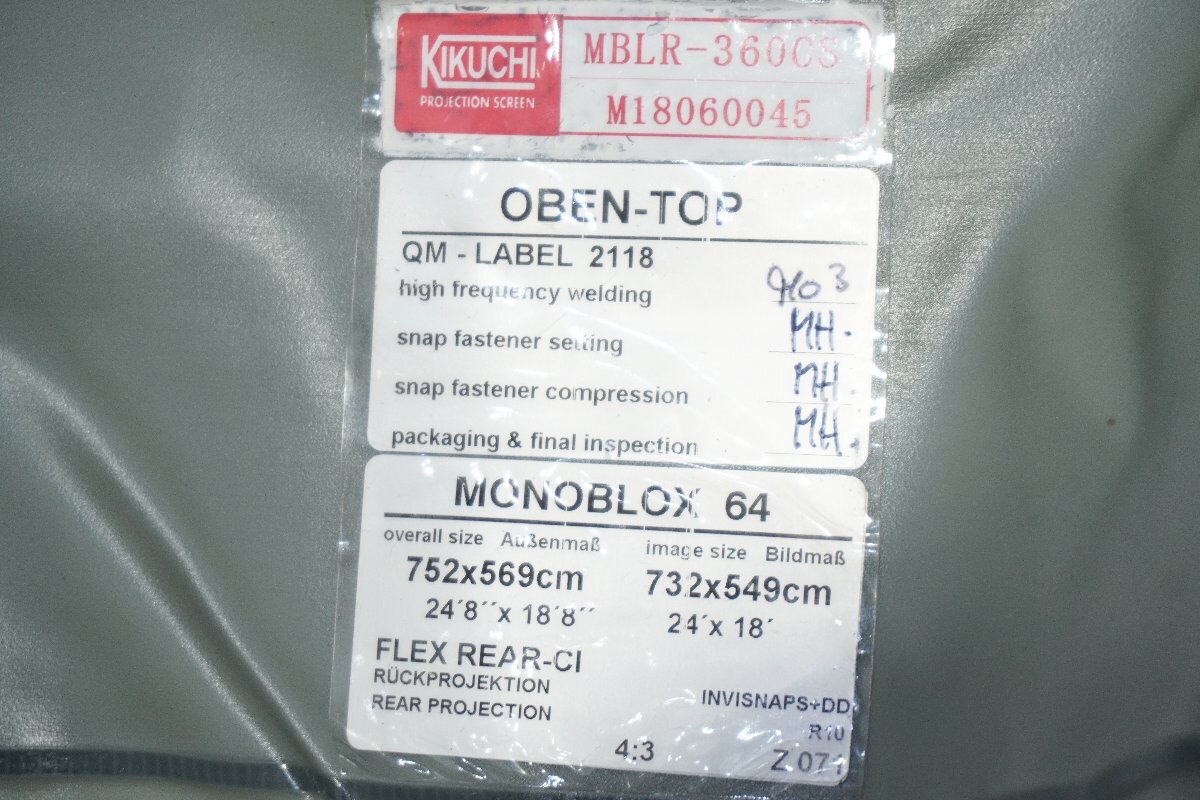 KIKUCHI
PROJECTION SCREEN
MBLR-360CS
M18060045
OBEN-TOP
QM - LABEL 2118
high frequency welding
snap fastener setting
MH.
snap fastener compression
MH.
packaging & final inspection
MH.
MONOBLOX 64
overall size Außenmaß
752x569cm
24´8´´x 18´8´´
image size Bildmaß
732x549cm
24´x 18´
FLEX REAR-CI
RÜCKPROJEKTION
REAR PROJECTION
INVISNAPS+DD
R10
4:3
Z 071